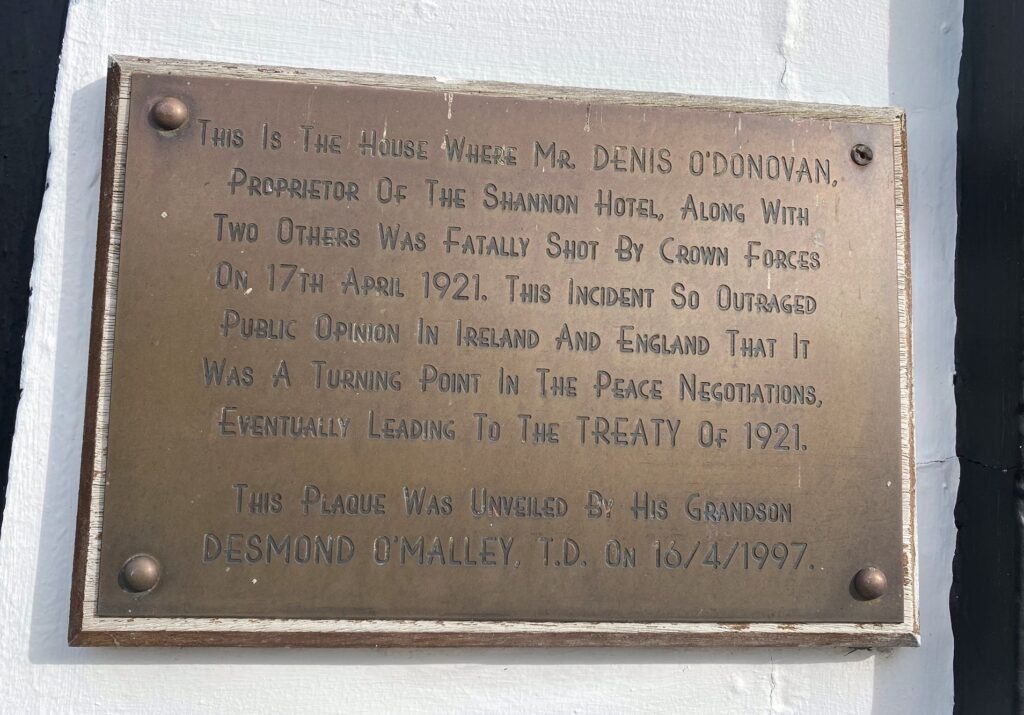 This Is The House Where Mr. DENIS O'DONOVAN,
Proprietor Of The Shannon Hotel, Along With
Two Others Was Fatally Shot By Crown Forces
On 17th April 1921. This Incident So Outraged
Public Opinion In Ireland And England That It
Was A Turning Point In The Peace Negotiations,
Eventually Leading To The TREATY Of 1921.
This Plaque Was Unveiled By His Grandson
DESMOND O'MALLEY, T.D. On 16/4/1997.